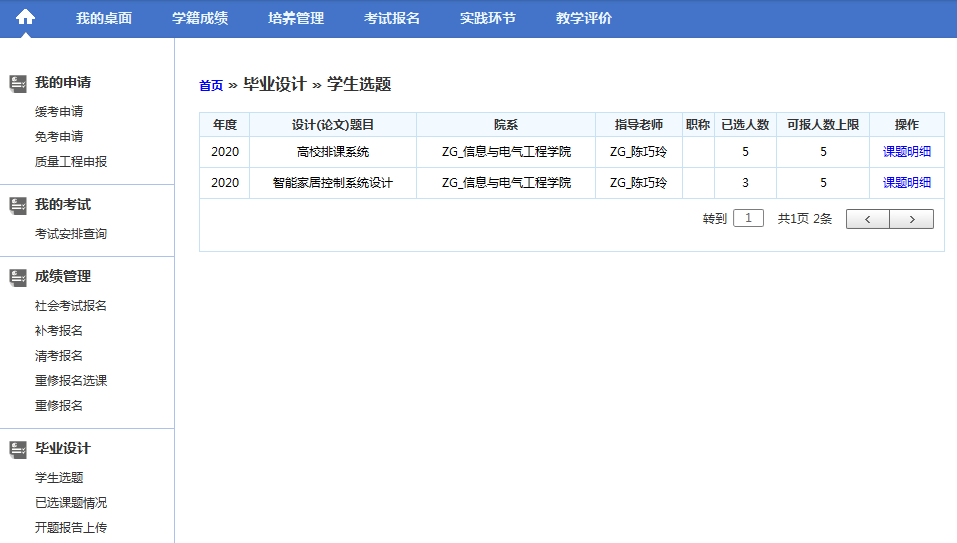 我的桌面 学籍成绩 培养管理 考试报名 实践环节 教学评价
我的申请
缓考申请
免考申请
质量工程申报
我的考试
考试安排查询
成绩管理
社会考试报名
补考报名
清考报名
重修报名选课
重修报名
毕业设计
学生选题
已选课题情况
开题报告上传
首页 » 毕业设计 » 学生选题
年度 设计(论文)题目 院系 指导老师 职称 已选人数 可报人数上限 操作
2020 高校排课系统 ZG_信息与电气工程学院 ZG_陈巧玲 5 5 课题明细
2020 智能家居控制系统设计 ZG_信息与电气工程学院 ZG_陈巧玲 3 5 课题明细
转到 1 共1页 2条 < >